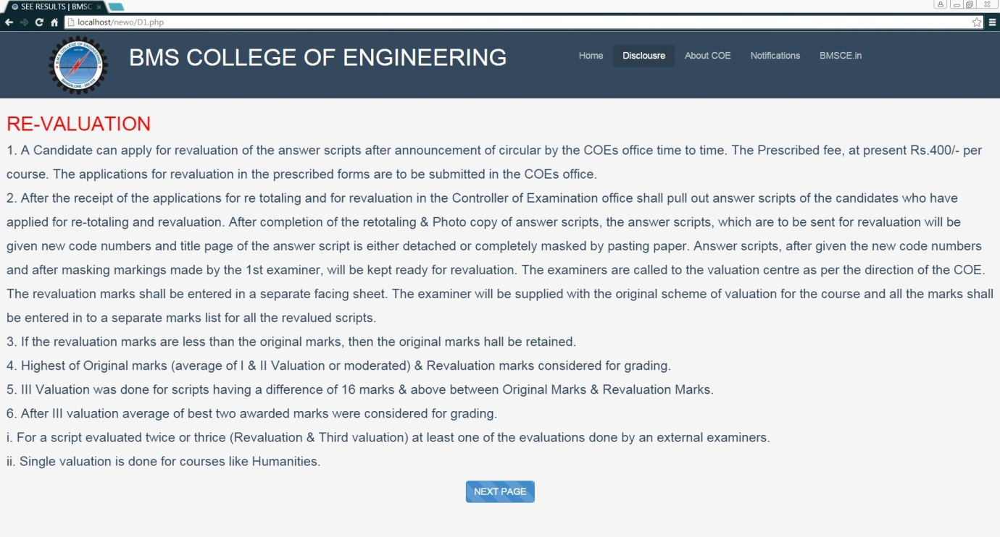 SEE RESULTS | BMSC
localhost/newo/D1.php
B.M.S. COLLEGE OF ENGINEERING
BANGALORE - 560 019
BMS COLLEGE OF ENGINEERING
Home Disclousre About COE Notifications BMSCE.in
RE-VALUATION
1. A Candidate can apply for revaluation of the answer scripts after announcement of circular by the COEs office time to time. The Prescribed fee, at present Rs.400/- per
course. The applications for revaluation in the prescribed forms are to be submitted in the COEs office.
2. After the receipt of the applications for re totaling and for revaluation in the Controller of Examination office shall pull out answer scripts of the candidates who have
applied for re-totaling and revaluation. After completion of the retotaling & Photo copy of answer scripts, the answer scripts, which are to be sent for revaluation will be
given new code numbers and title page of the answer script is either detached or completely masked by pasting paper. Answer scripts, after given the new code numbers
and after masking markings made by the 1st examiner, will be kept ready for revaluation. The examiners are called to the valuation centre as per the direction of the COE.
The revaluation marks shall be entered in a separate facing sheet. The examiner will be supplied with the original scheme of valuation for the course and all the marks shall
be entered in to a separate marks list for all the revalued scripts.
3. If the revaluation marks are less than the original marks, then the original marks hall be retained.
4. Highest of Original marks (average of I & II Valuation or moderated) & Revaluation marks considered for grading.
5. III Valuation was done for scripts having a difference of 16 marks & above between Original Marks & Revaluation Marks.
6. After III valuation average of best two awarded marks were considered for grading.
i. For a script evaluated twice or thrice (Revaluation & Third valuation) at least one of the evaluations done by an external examiners.
ii. Single valuation is done for courses like Humanities.
NEXT PAGE